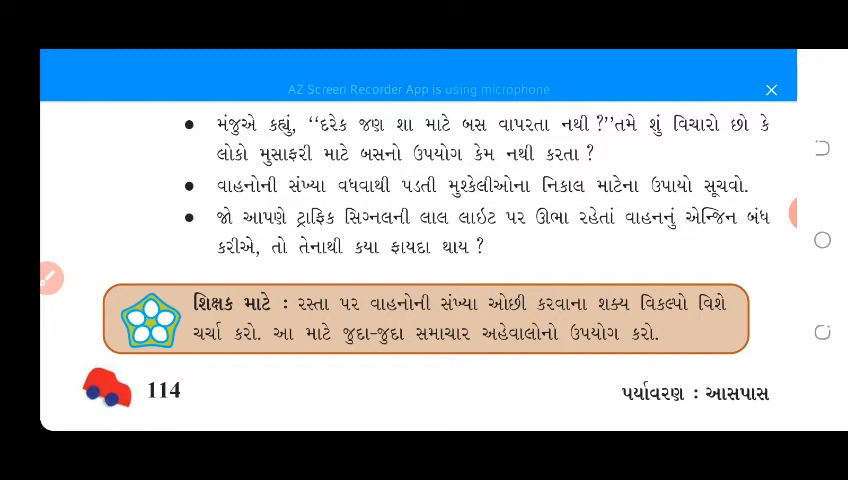 AZ Screen Recorder App is using microphone
• મંજુએ કહ્યું, “દરેક જણ શા માટે બસ વાપરતા નથી ?”તમે શું વિચારો છો કે
લોકો મુસાફરી માટે બસનો ઉપયોગ કેમ નથી કરતા ?
• વાહનોની સંખ્યા વધવાથી પડતી મુશ્કેલીઓના નિકાલ માટેના ઉપાયો સૂચવો.
• જો આપણે ટ્રાફિક સિગ્નલની લાલ લાઇટ પર ઊભા રહેતાં વાહનનું એન્જિન બંધ
કરીએ, તો તેનાથી કયા ફાયદા થાય ?
શિક્ષક માટે : રસ્તા પર વાહનોની સંખ્યા ઓછી કરવાના શક્ય વિકલ્પો વિશે
ચર્ચા કરો. આ માટે જુદા-જુદા સમાચાર અહેવાલોનો ઉપયોગ કરો.
114
પર્યાવરણ : આસપાસ